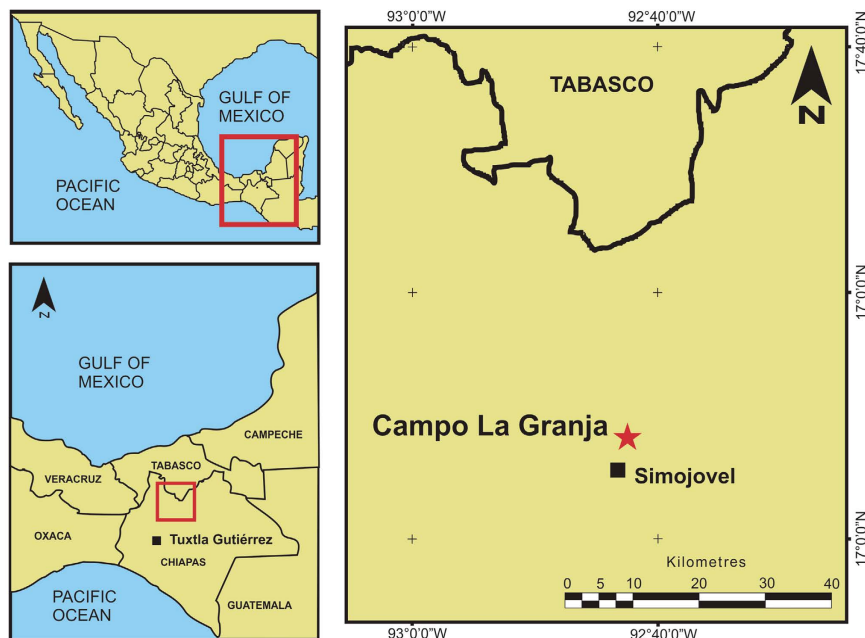 GULF OF
MEXICO
PACIFIC
OCEAN
N
GULF OF
MEXICO
CAMPECHE
TABASCO
VERACRUZ
OXACA
Tuxtla Gutiérrez
CHIAPAS
PACIFIC
OCEAN
GUATEMALA
93°0'0"W 92°40'0"W
17°40'0"N
TABASCO
N
17°0'0"N
Campo La Granja
Simojovel
17°0'0"N
Kilometres
0 5 10 20 30 40
93°0'0"W 92°40'0"W